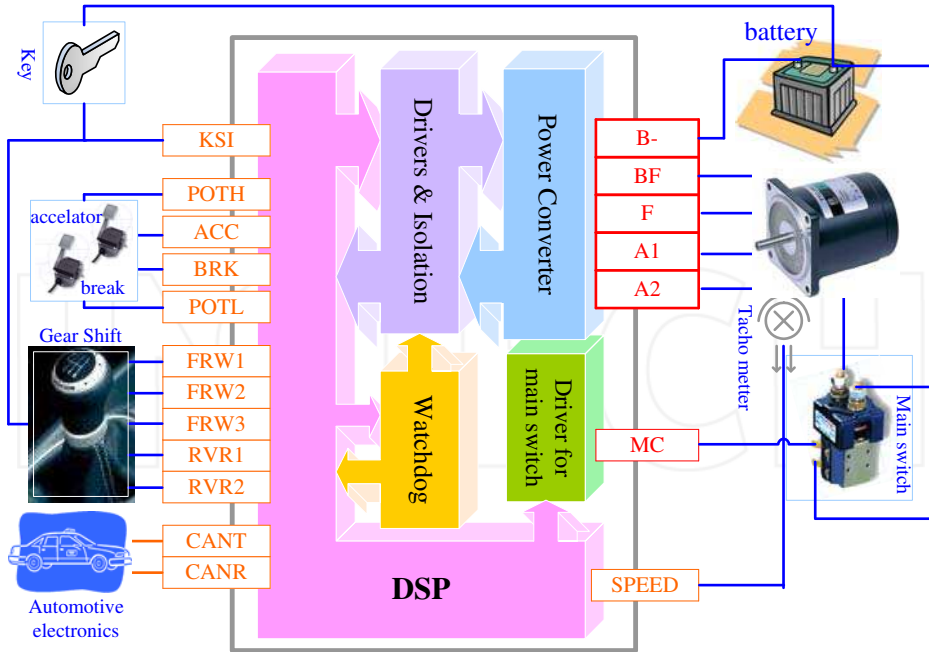 Key
battery
KSI
POTH
ACC
BRK
POTL
accelator
break
Gear Shift
FRW1
FRW2
FRW3
RVR1
RVR2
CANT
CANR
Automotive
electronics
Drivers & Isolation
Power Converter
Watchdog
Driver for
main switch
DSP
B-
BF
F
A1
A2
MC
SPEED
Tacho metter
Main switch